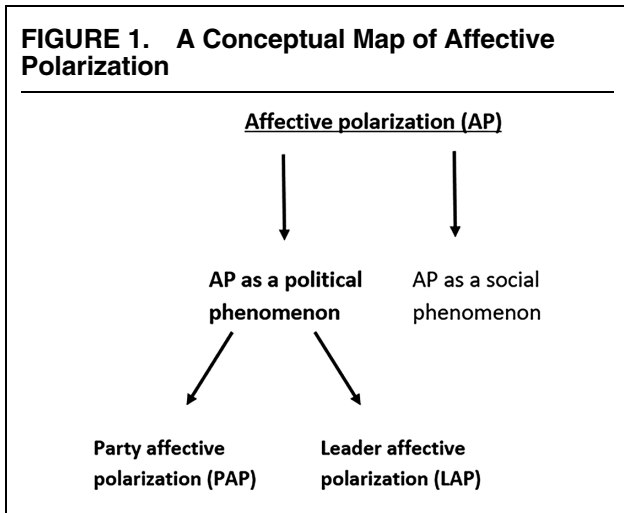 FIGURE 1. A Conceptual Map of Affective
Polarization
Affective polarization (AP)
AP as a political
phenomenon
AP as a social
phenomenon
Party affective
polarization (PAP)
Leader affective
polarization (LAP)